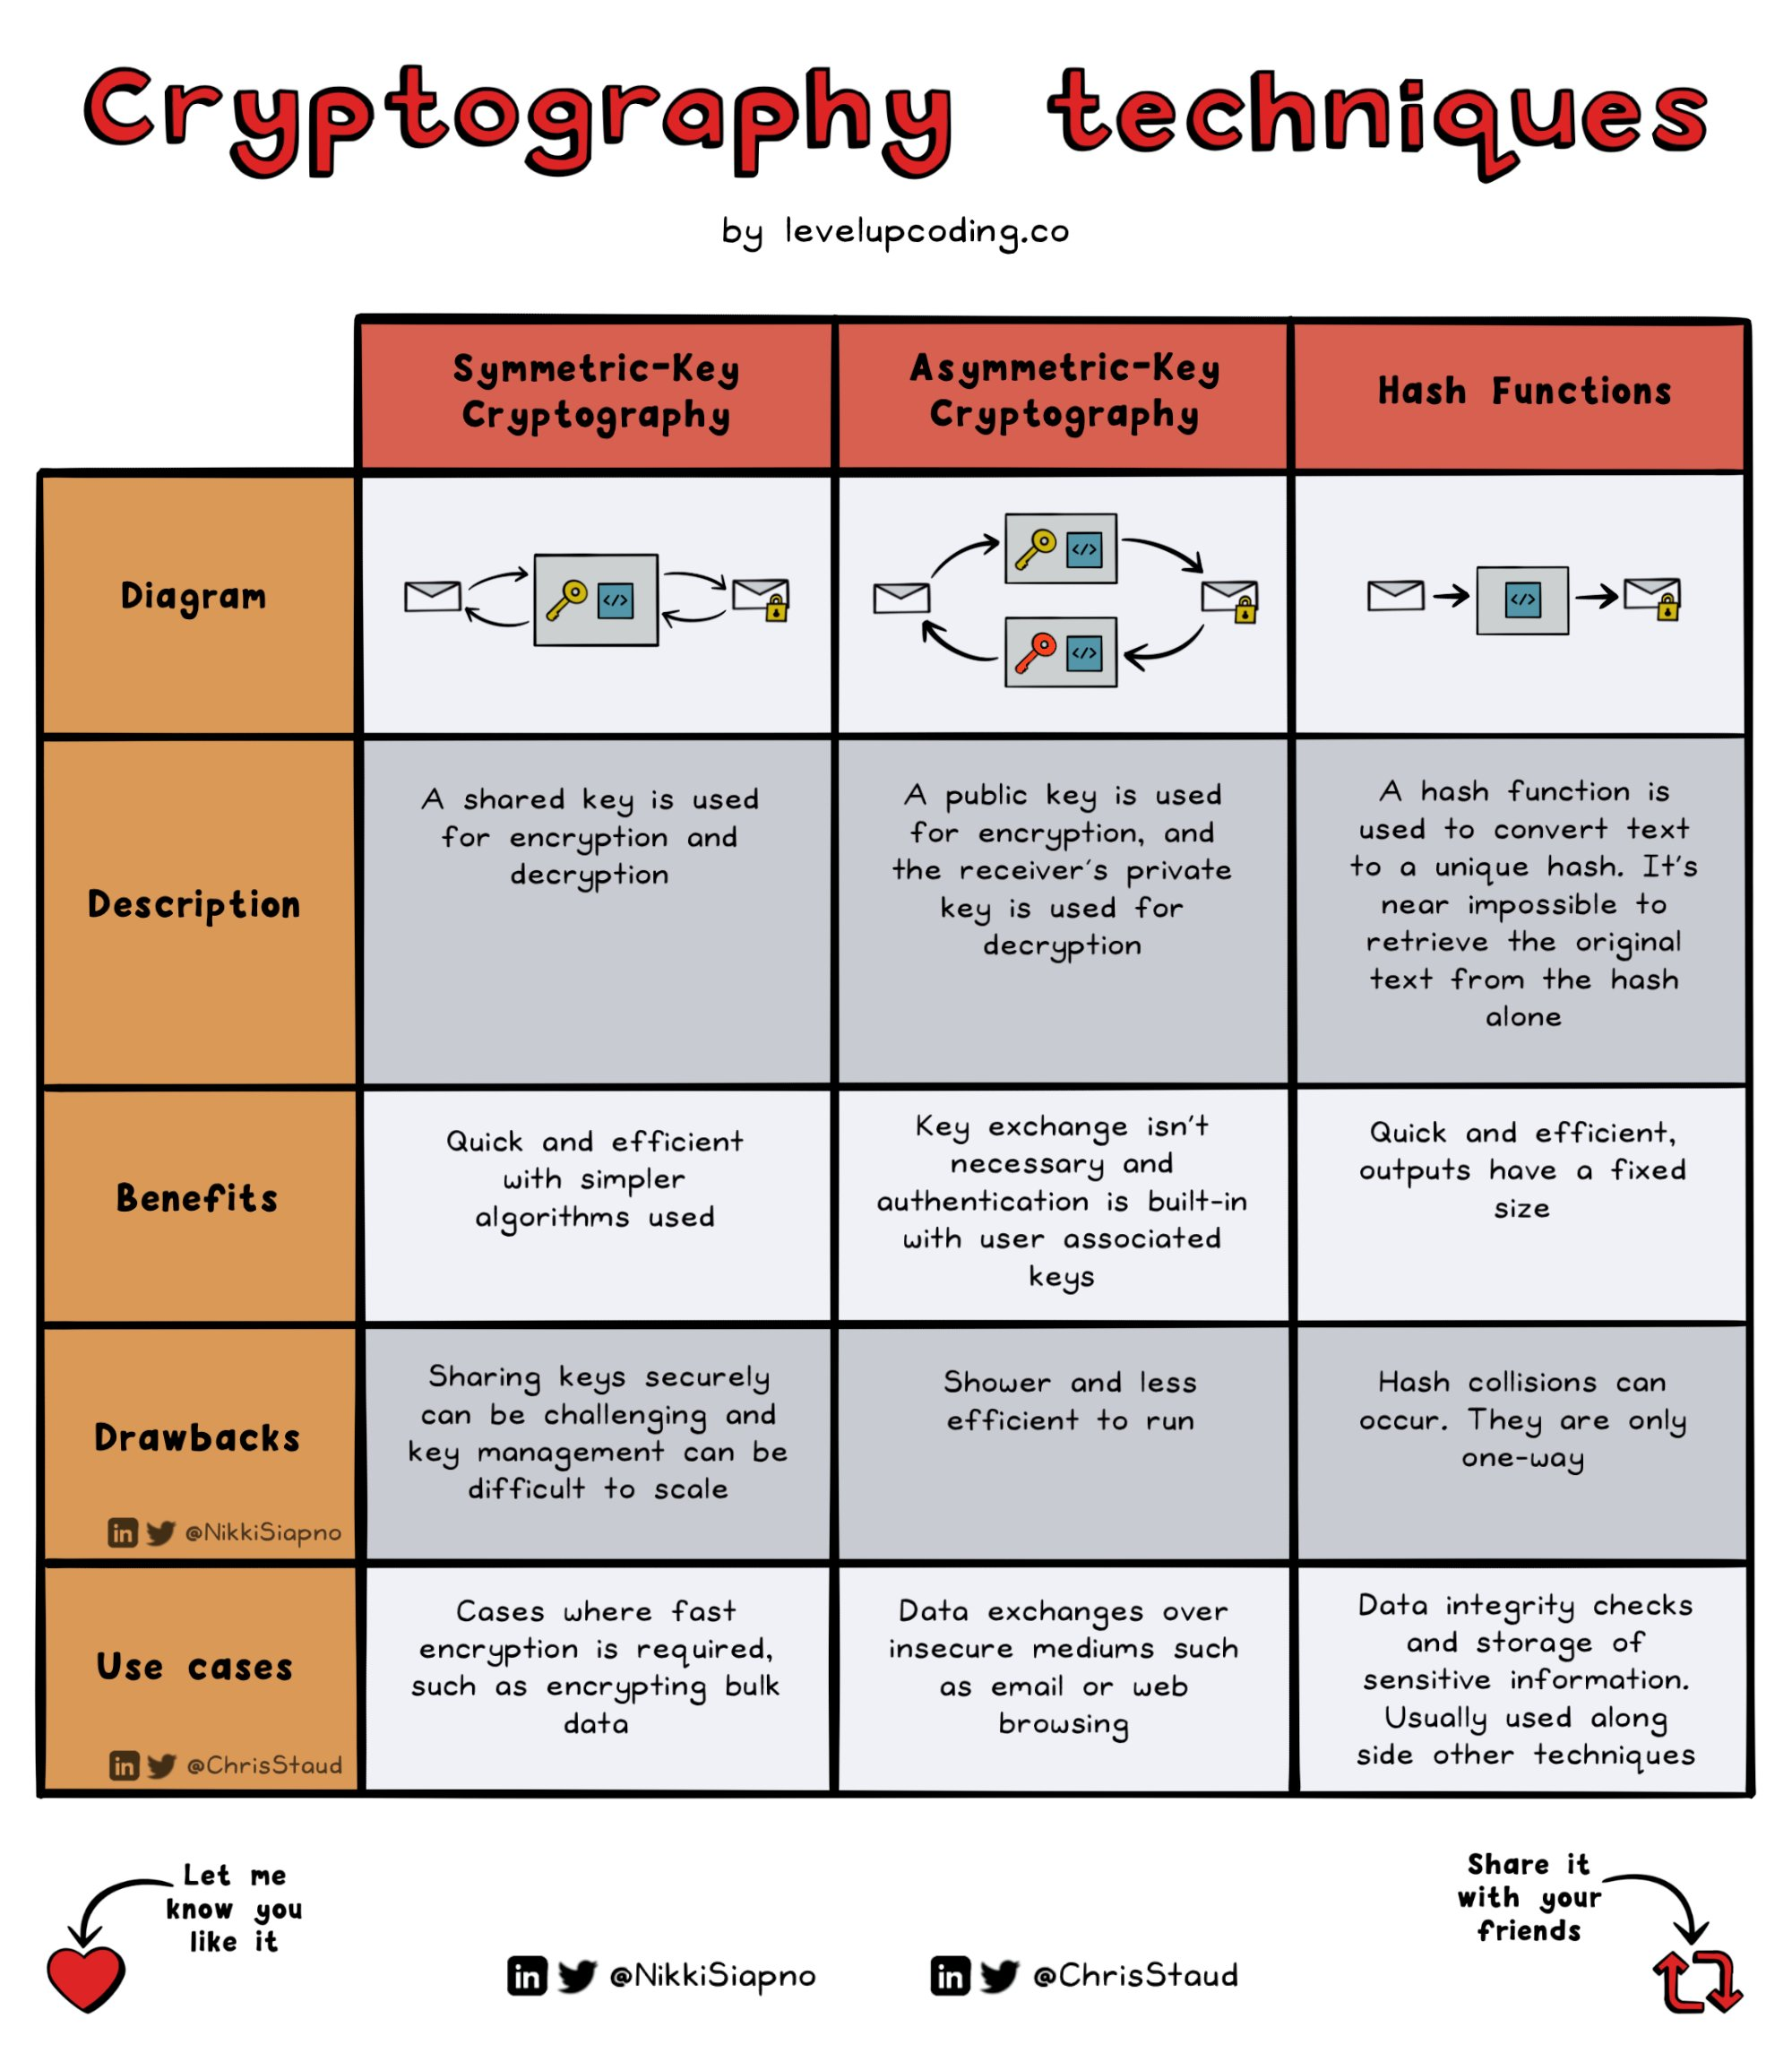 Cryptography techniques
by levelupcoding.co
Symmetric-Key
Cryptography
Asymmetric-Key
Cryptography
Hash Functions
Diagram
</>
</>
</>
</>
Description
A shared key is used
for encryption and
decryption
A public key is used
for encryption, and
the receiver's private
key is used for
decryption
A hash function is
used to convert text
to a unique hash. It's
near impossible to
retrieve the original
text from the hash
alone
Benefits
Quick and efficient
with simpler
algorithms used
Key exchange isn't
necessary and
authentication is built-in
with user associated
keys
Quick and efficient,
outputs have a fixed
size
Drawbacks
in @NikkiSiapno
Sharing keys securely
can be challenging and
key management can be
difficult to scale
Shower and less
efficient to run
Hash collisions can
occur. They are only
one-way
Use cases
in @ChrisStaud
Cases where fast
encryption is required,
such as encrypting bulk
data
Data exchanges over
insecure mediums such
as email or web
browsing
Data integrity checks
and storage of
sensitive information.
Usually used along
side other techniques
Let me
know you
like it
in @NikkiSiapno
in @ChrisStaud
Share it
with your
friends